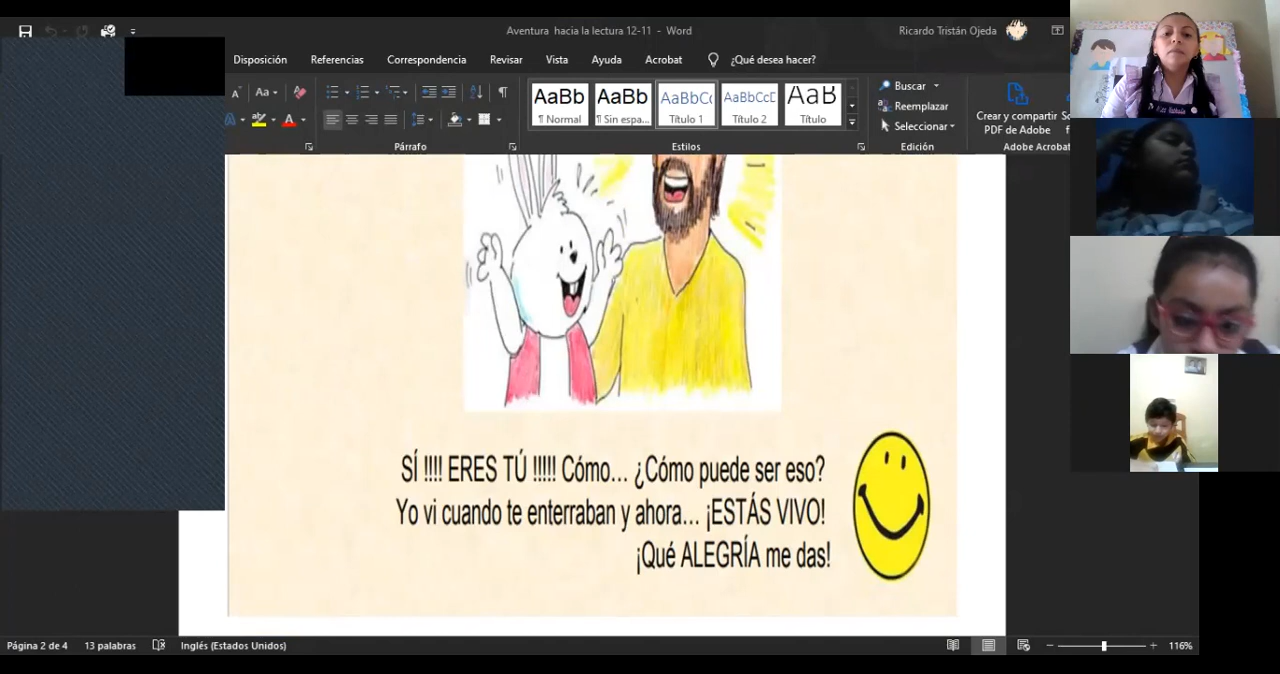 Aventura hacia la lectura 12-11 - Word
Ricardo Tristán Ojeda
Disposición Referencias Correspondencia Revisar Vista Ayuda Acrobat ¿Qué desea hacer?
Aa
AaBb AaBb AaBbCc AaBbCcD AaB
¶ Normal ¶ Sin espa... Título 1 Título 2 Título
Buscar
Reemplazar
Seleccionar
Crear y compartir
PDF de Adobe
Párrafo Estilos Edición Adobe Acrobat
SÍ !!!! ERES TÚ !!!!! Cómo... ¿Cómo puede ser eso?
Yo vi cuando te enterraban y ahora... ¡ESTÁS VIVO!
¡Qué ALEGRÍA me das!
Página 2 de 4 13 palabras Inglés (Estados Unidos) 116%